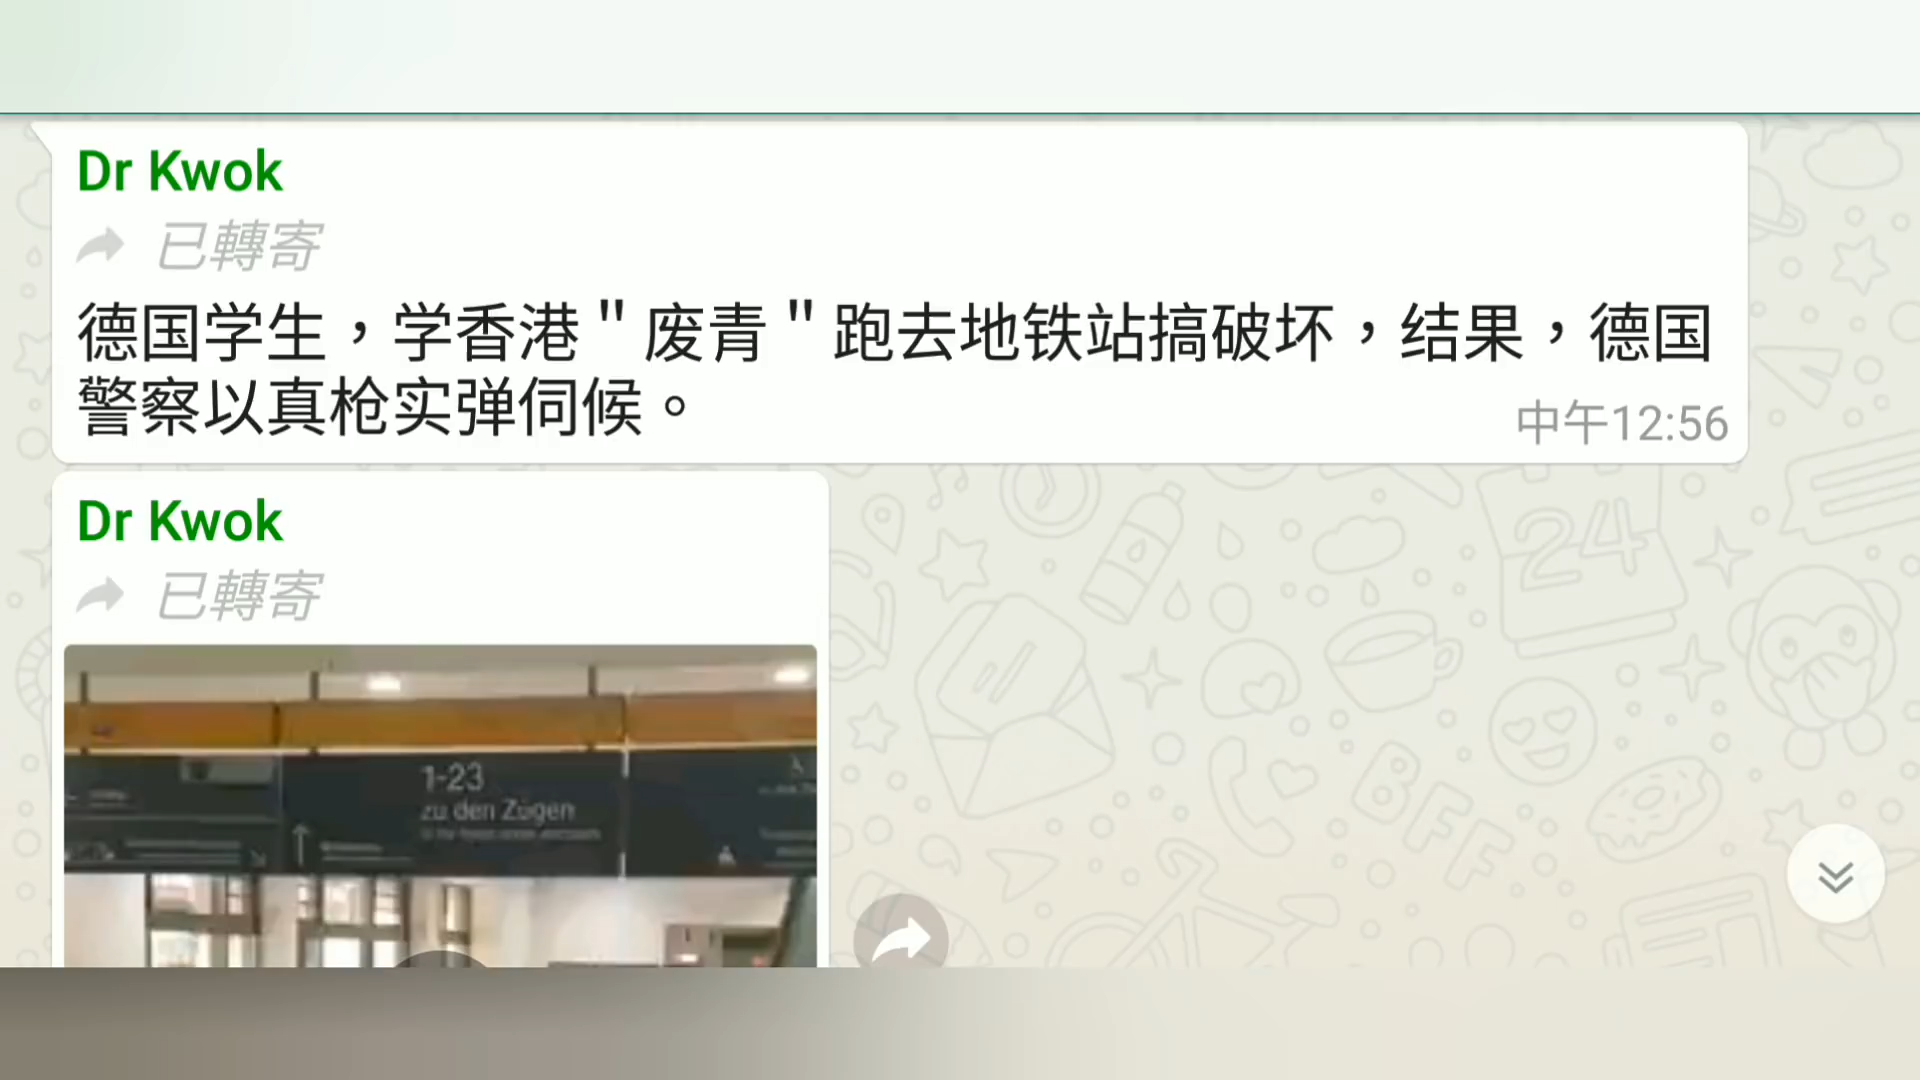 Dr Kwok
已轉寄
德国学生，学香港"废青"跑去地铁站搞破坏，结果，德国
警察以真枪实弹伺候。
中午12:56
Dr Kwok
已轉寄
1-23
zu den Zügen